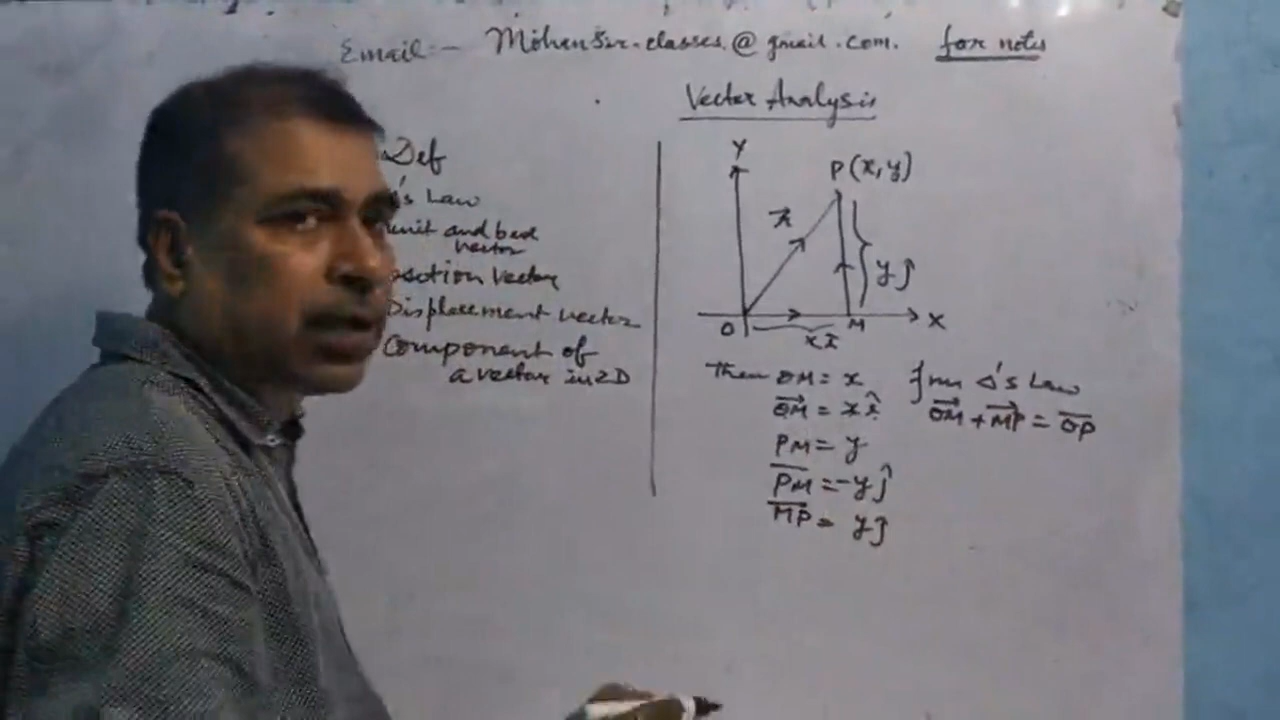 Email:- MohanSir.classes.@gmail.com. for notes
Vector Analysis
Def
's Law
unit and
vector
vector
Displacement vector
Component of
a vector in 2D
Y
P(x,y)
r⃗
yĵ
O
M
X
xî
Then OM = x
OM⃗ = xî
PM = y
PM⃗ = -yĵ
MP⃗ = yĵ
from Δ's Law
OM⃗ + MP⃗ = OP⃗